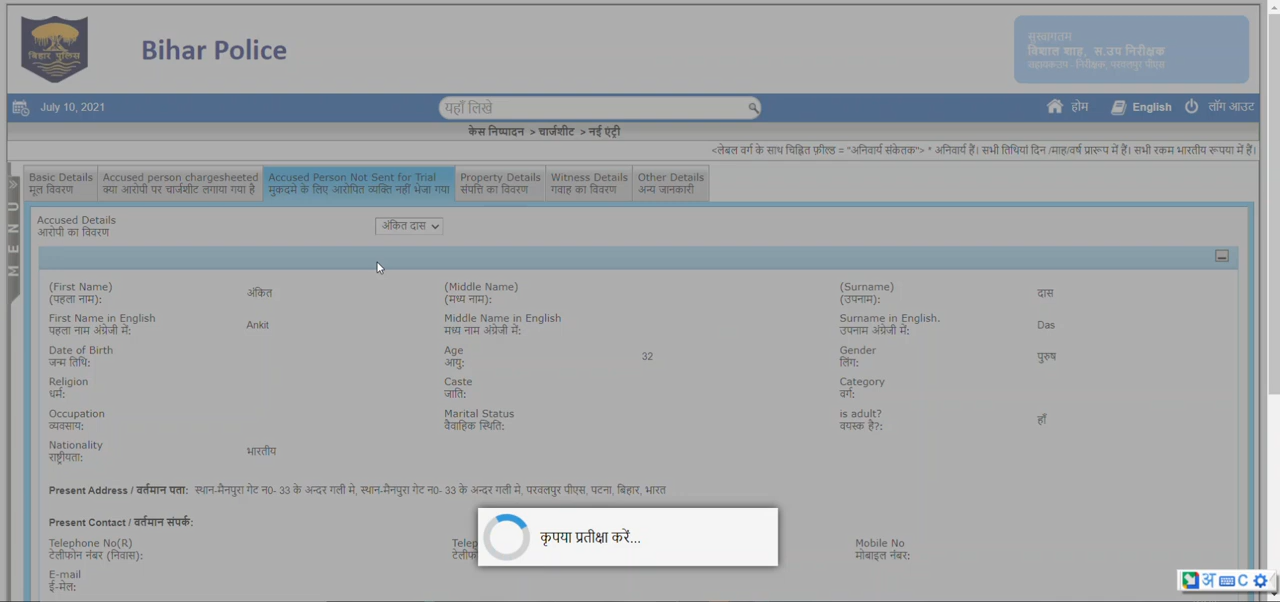 बिहार पुलिस
Bihar Police
सुस्वागतम
विशाल शाह, स.उप निरीक्षक
July 10, 2021
यहाँ लिखें
होम
English
लॉग आउट
केस निष्पादन > चार्जशीट > नई एंट्री
<लेबल वर्ग के साथ चिह्नित फ़ील्ड = "अनिवार्य संकेतक"> * अनिवार्य हैं। सभी तिथियां दिन /माह/वर्ष प्रारूप में हैं। सभी रकम भारतीय रूपया में हैं।
MENU
Basic Details
मूल विवरण
Accused person chargesheeted
क्या आरोपी पर चार्जशीट लगाया गया है
Accused Person Not Sent for Trial
मुकदमे के लिए आरोपित व्यक्ति नहीं भेजा गया
Property Details
संपत्ति का विवरण
Witness Details
गवाह का विवरण
Other Details
अन्य जानकारी
Accused Details
आरोपी का विवरण
अंकित दास
(First Name)
(पहला नाम):
अंकित
(Middle Name)
(मध्य नाम):
(Surname)
(उपनाम):
दास
First Name in English
पहला नाम अंग्रेजी में:
Ankit
Middle Name in English
मध्य नाम अंग्रेजी में:
Surname in English.
उपनाम अंग्रेजी में:
Das
Date of Birth
जन्म तिथि:
Age
आयु:
32
Gender
लिंग:
पुरुष
Religion
धर्म:
Caste
जाति:
Category
वर्ग:
Occupation
व्यवसाय:
Marital Status
वैवाहिक स्थिति:
is adult?
वयस्क है?:
हाँ
Nationality
राष्ट्रीयता:
भारतीय
Present Address / वर्तमान पता: स्थान-मैनपुरा गेट न0- 33 के अन्दर गली मे, स्थान-मैनपुरा गेट न0- 33 के अन्दर गली मे, परवलपुर पीएस, पटना, बिहार, भारत
Present Contact / वर्तमान संपर्क:
Telephone No(R)
टेलीफोन नंबर (निवास):
Mobile No
मोबाइल नंबर:
E-mail
ई-मेल:
कृपया प्रतीक्षा करें...
अ